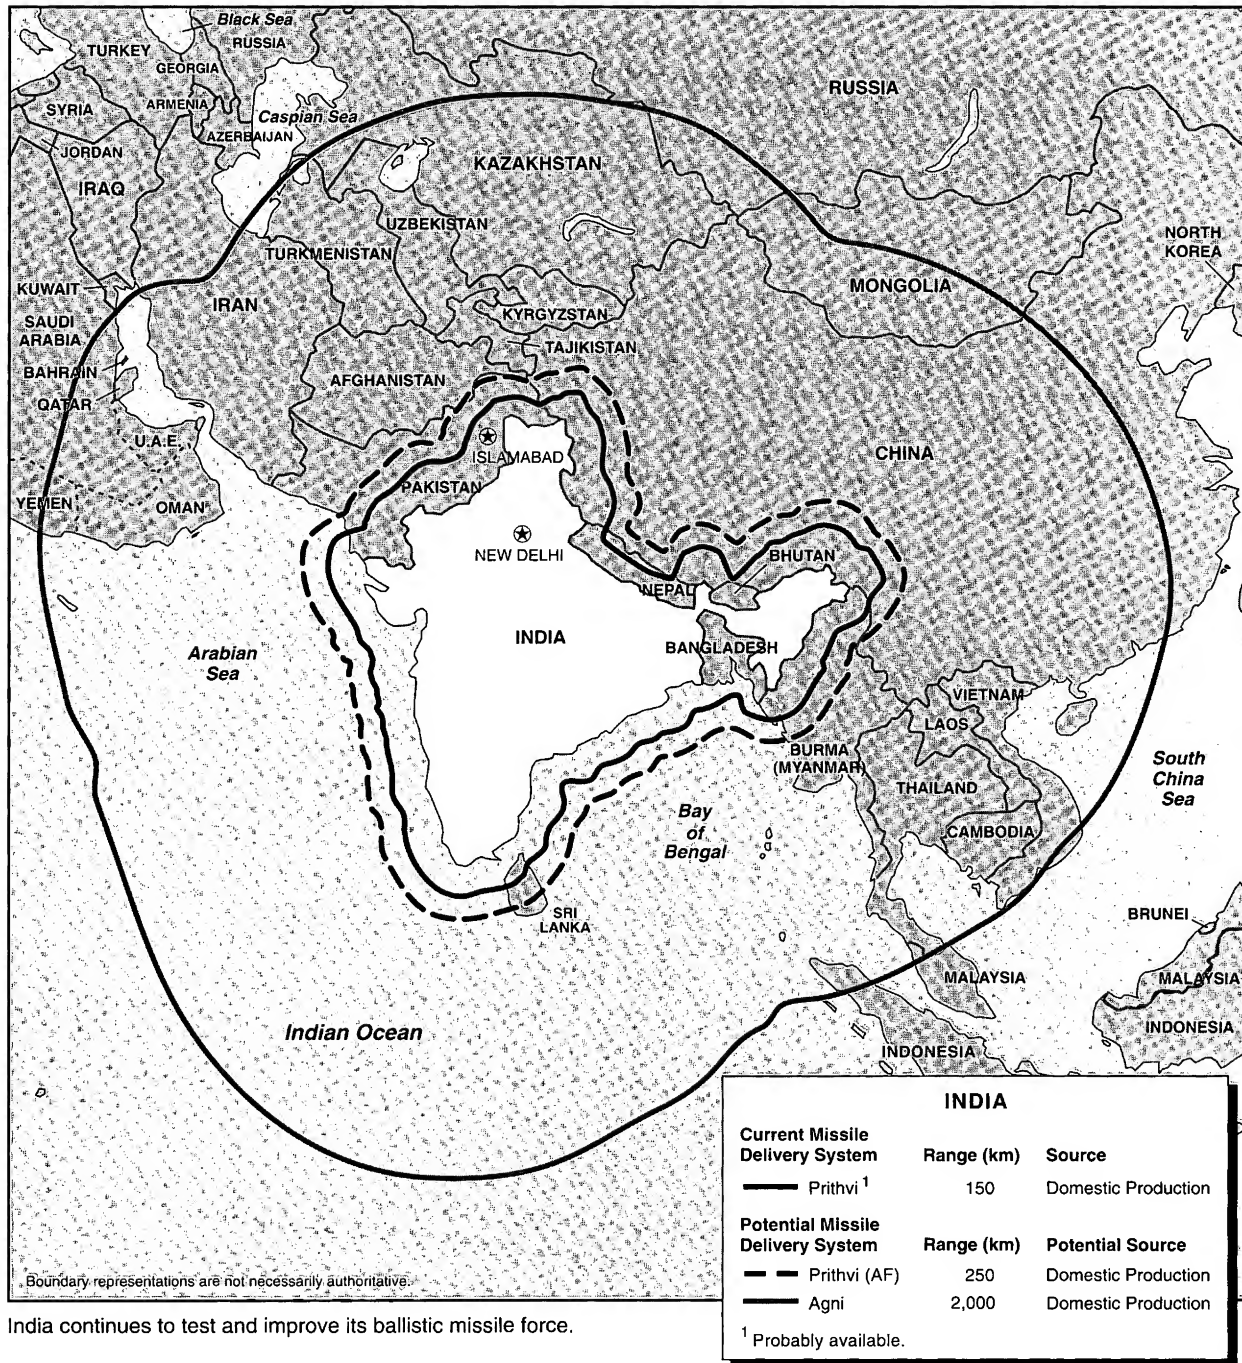 Black Sea
TURKEY
RUSSIA
GEORGIA
RUSSIA
SYRIA
ARMENIA
Caspian Sea
AZERBAIJAN
JORDAN
KAZAKHSTAN
IRAQ
UZBEKISTAN
NORTH
KOREA
TURKMENISTAN
KUWAIT
IRAN
MONGOLIA
KYRGYZSTAN
SAUDI
ARABIA
TAJIKISTAN
BAHRAIN
AFGHANISTAN
QATAR
U.A.E.
ISLAMABAD
CHINA
PAKISTAN
YEMEN
OMAN
NEW DELHI
BHUTAN
NEPAL
INDIA
BANGLADESH
Arabian
Sea
VIETNAM
LAOS
BURMA
(MYANMAR)
South
China
Sea
THAILAND
Bay
of
Bengal
CAMBODIA
SRI
LANKA
BRUNEI
MALAYSIA
MALAYSIA
Indian Ocean
INDONESIA
INDONESIA
INDIA
Current Missile
Delivery System Range (km) Source
Prithvi 1 150 Domestic Production
Potential Missile
Delivery System Range (km) Potential Source
Prithvi (AF) 250 Domestic Production
Agni 2,000 Domestic Production
1 Probably available.
Boundary representations are not necessarily authoritative.
India continues to test and improve its ballistic missile force.